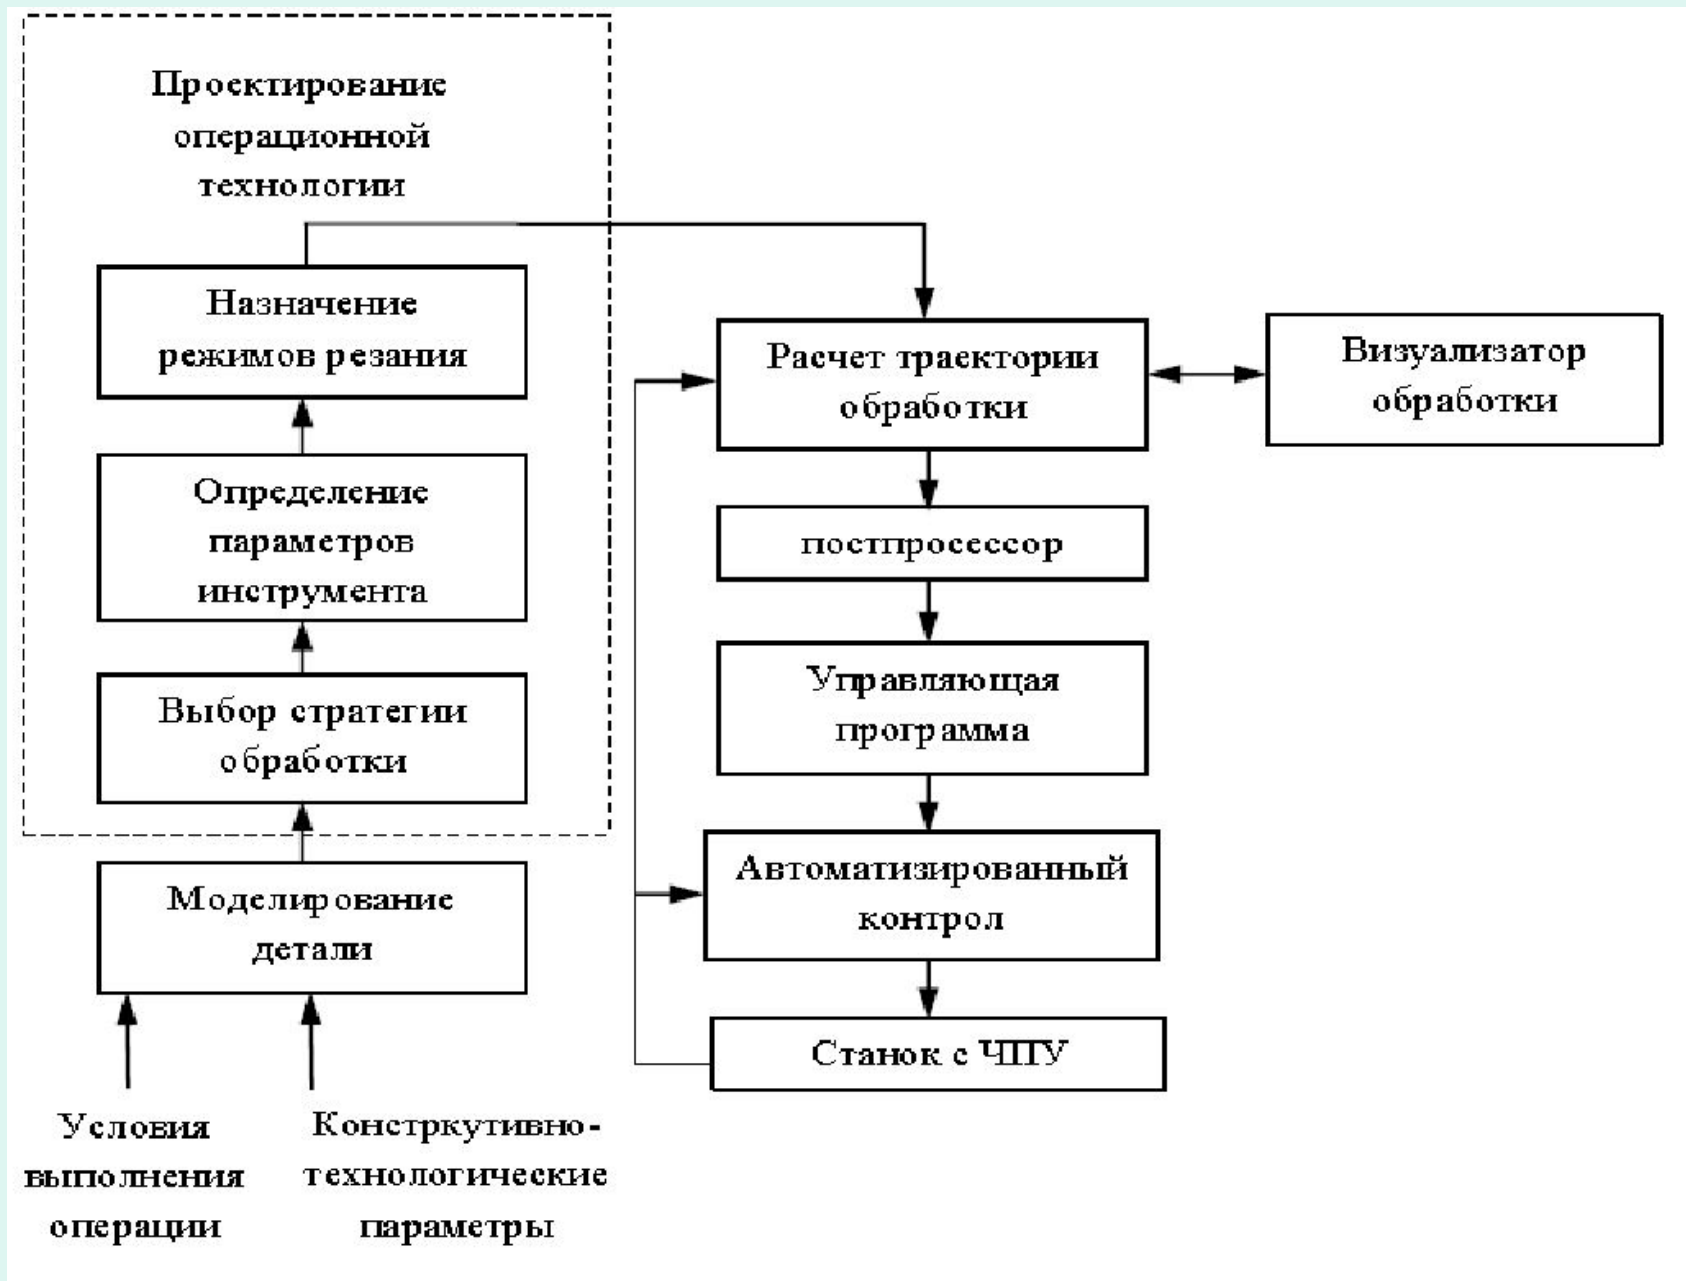 Проектирование
операционной
технологии
Назначение
режимов резания
Определение
параметров
инструмента
Выбор стратегии
обработки
Моделирование
детали
Условия
выполнения
операции
Констркутивно-
технологические
параметры
Расчет траектории
обработки
Визуализатор
обработки
постпросессор
Управляющая
программа
Автоматизированный
контрол
Станок с ЧПУ